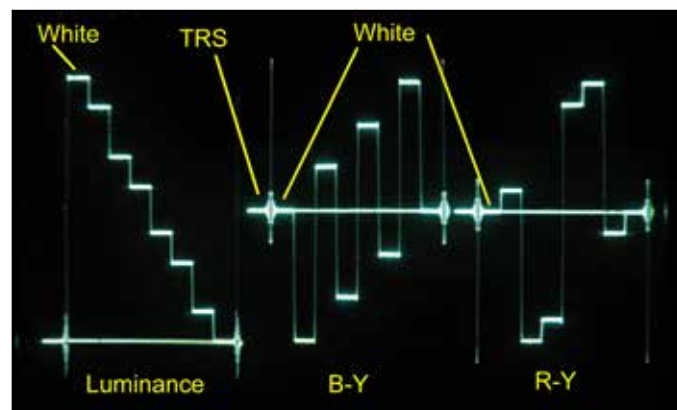 White
TRS
White
Luminance
B-Y
R-Y